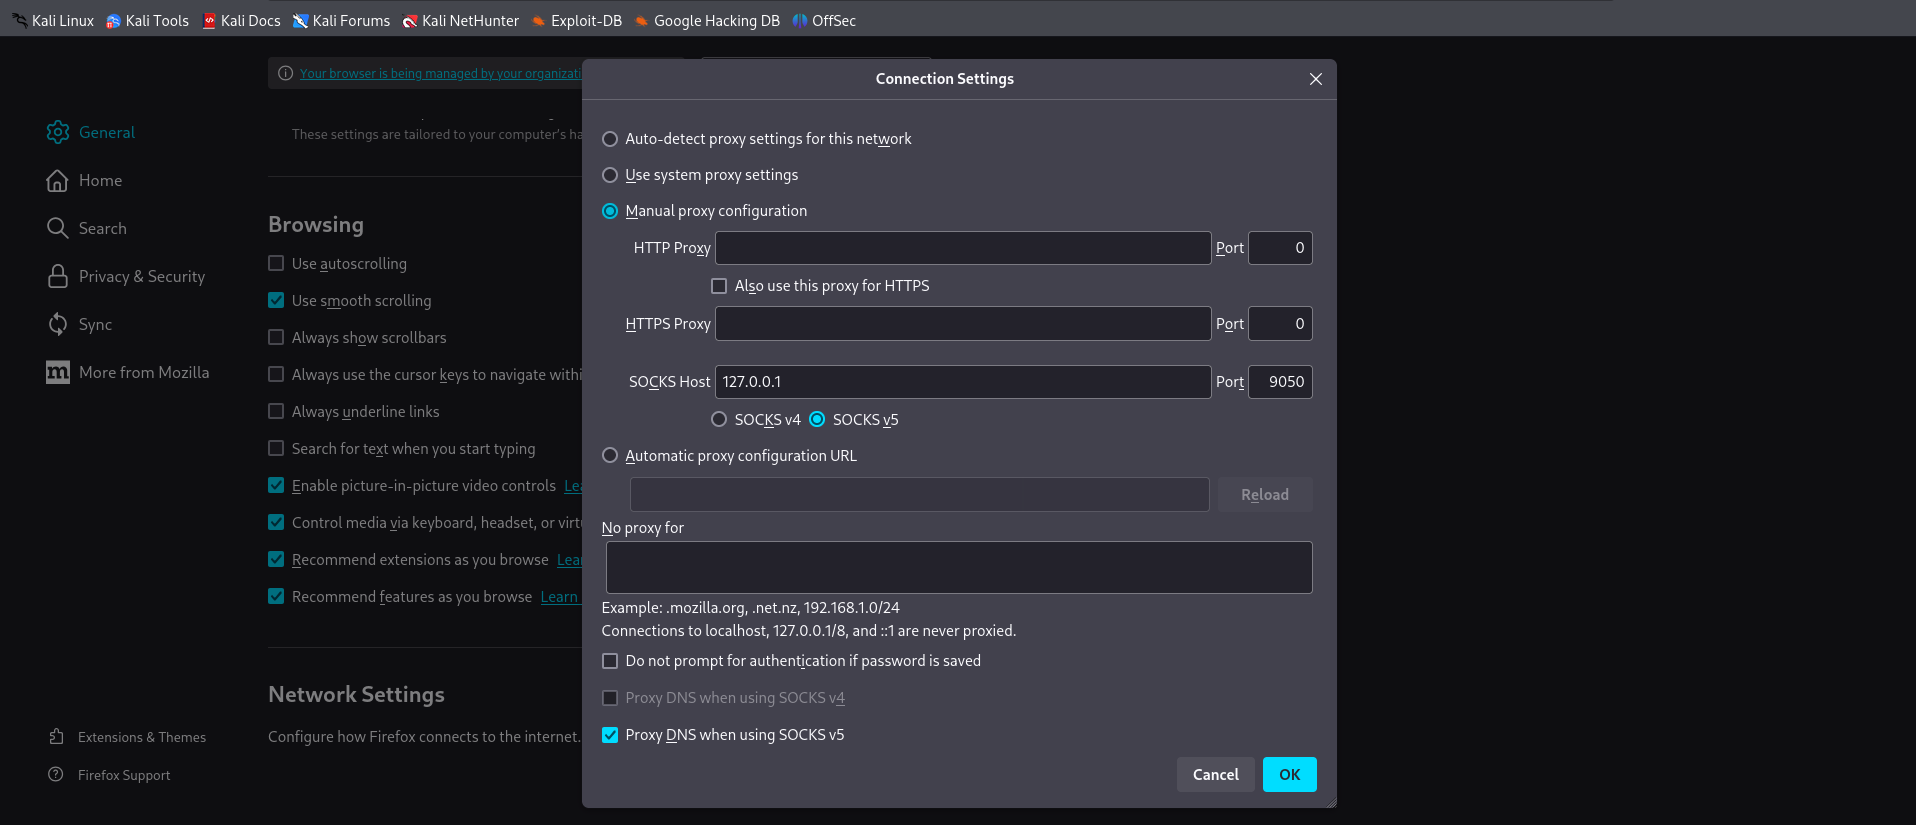 Kali Linux Kali Tools Kali Docs Kali Forums Kali NetHunter Exploit-DB Google Hacking DB OffSec
Your browser is being managed by your
These settings are tailored to your computer's
General
Home
Search
Privacy & Security
Sync
More from Mozilla
Extensions & Themes
Firefox Support
Browsing
Use autoscrolling
Use smooth scrolling
Always show scrollbars
Always use the cursor keys to navigate
Always underline links
Search for text when you start typing
Enable picture-in-picture video controls
Control media via keyboard, headset, or
Recommend extensions as you browse
Recommend features as you browse Learn
Network Settings
Configure how Firefox connects to the internet.
Connection Settings
Auto-detect proxy settings for this network
Use system proxy settings
Manual proxy configuration
HTTP Proxy Port 0
Also use this proxy for HTTPS
HTTPS Proxy Port 0
SOCKS Host 127.0.0.1 Port 9050
SOCKS v4 SOCKS v5
Automatic proxy configuration URL
Reload
No proxy for
Example: .mozilla.org, .net.nz, 192.168.1.0/24
Connections to localhost, 127.0.0.1/8, and ::1 are never proxied.
Do not prompt for authentication if password is saved
Proxy DNS when using SOCKS v4
Proxy DNS when using SOCKS v5
Cancel OK